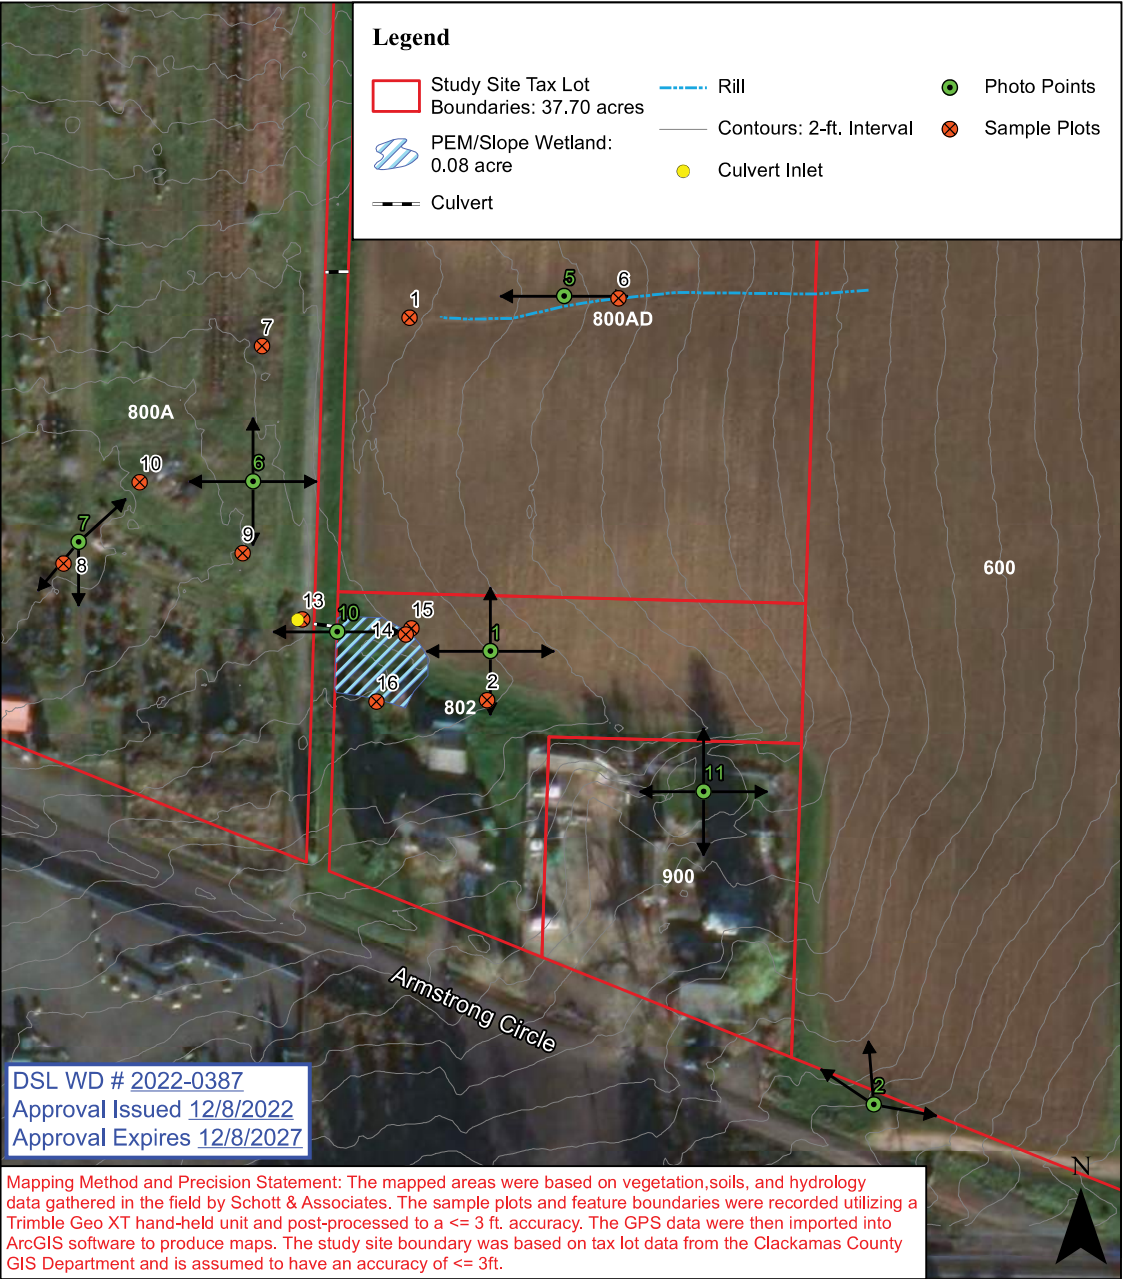 Legend
Study Site Tax Lot
Boundaries: 37.70 acres
PEM/Slope Wetland:
0.08 acre
Culvert
Rill
Contours: 2-ft. Interval
Culvert Inlet
Photo Points
Sample Plots
5
6
1
800AD
7
800A
10
6
7
9
8
600
13
10
15
14
1
16
2
802
11
900
Armstrong Circle
2
DSL WD # 2022-0387
Approval Issued 12/8/2022
Approval Expires 12/8/2027
N
Mapping Method and Precision Statement: The mapped areas were based on vegetation,soils, and hydrology
data gathered in the field by Schott & Associates. The sample plots and feature boundaries were recorded utilizing a
Trimble Geo XT hand-held unit and post-processed to a <= 3 ft. accuracy. The GPS data were then imported into
ArcGIS software to produce maps. The study site boundary was based on tax lot data from the Clackamas County
GIS Department and is assumed to have an accuracy of <= 3ft.